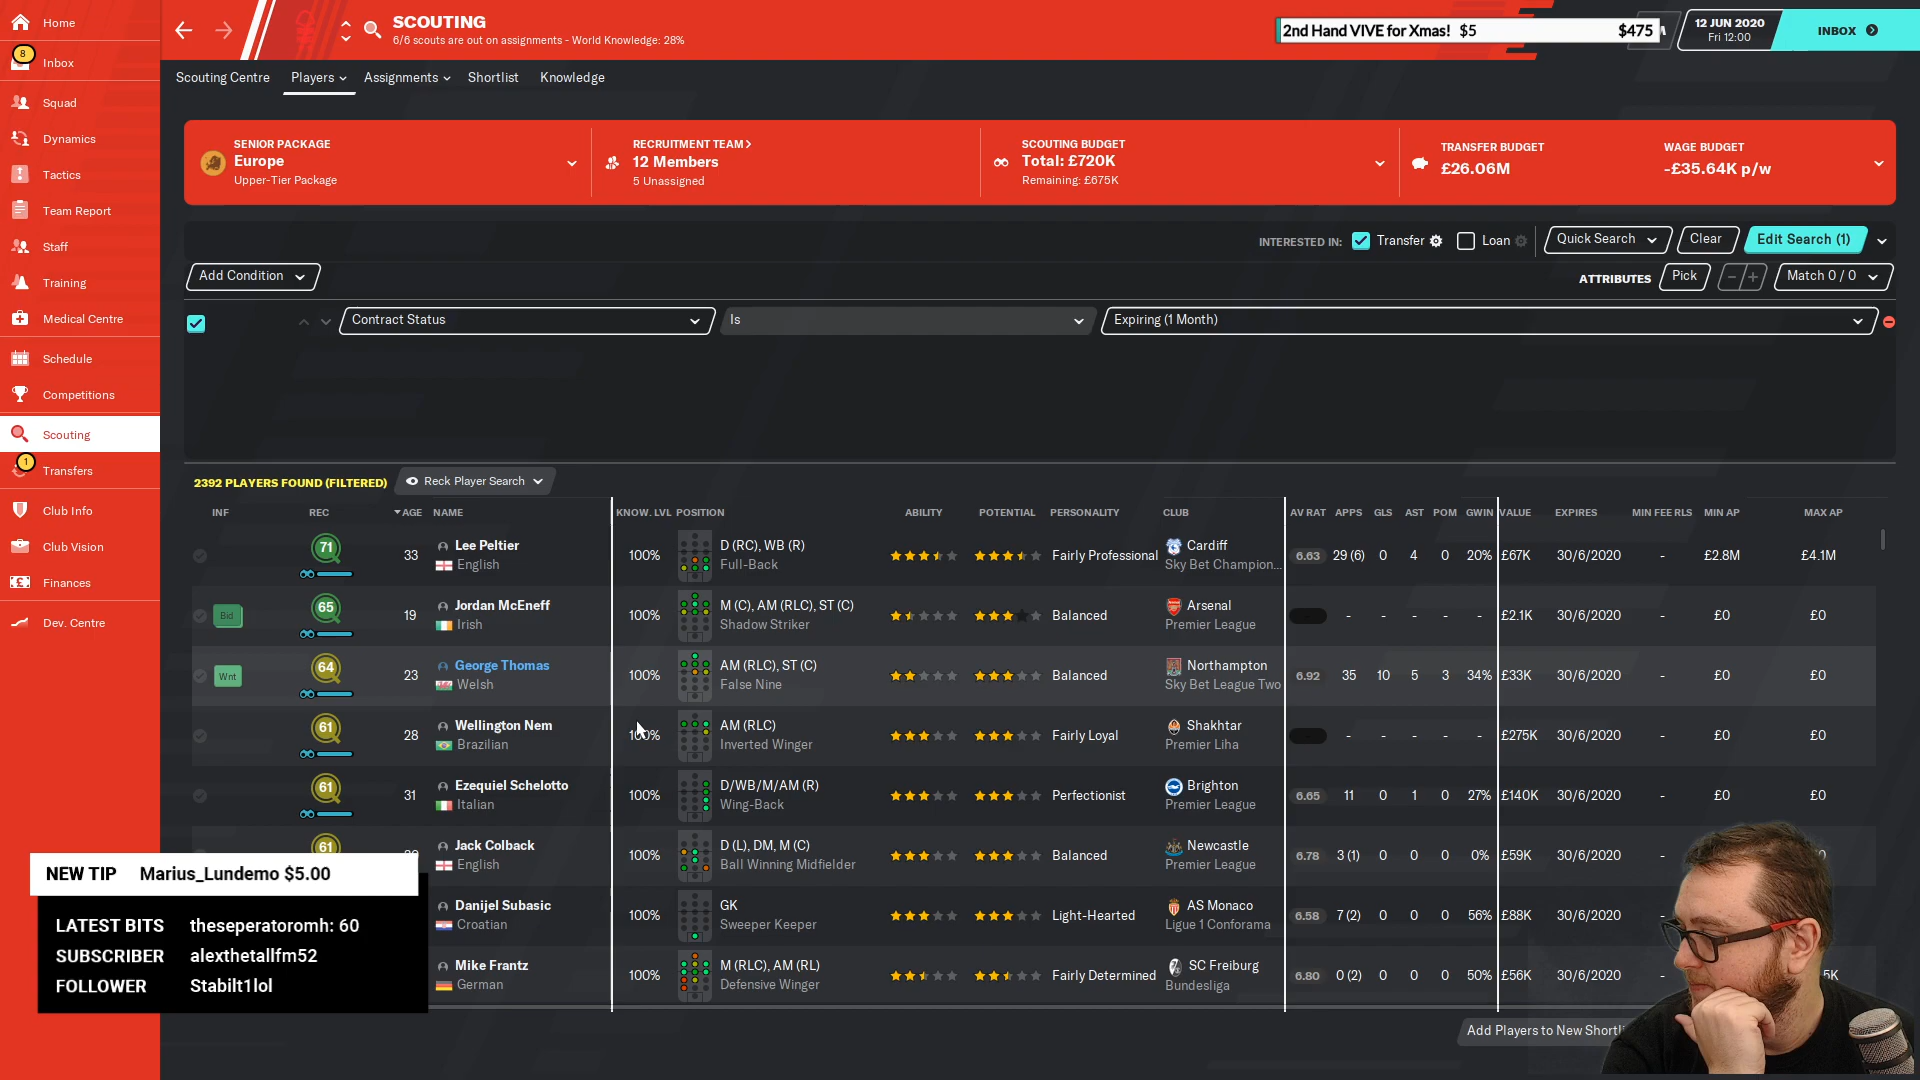 Home
SCOUTING
6/6 scouts are out on assignments - World Knowledge: 28%
2nd Hand VIVE for Xmas! $5 $475
12 JUN 2020
Fri 12:00
INBOX
8
Inbox
Scouting Centre Players Assignments Shortlist Knowledge
Squad
Dynamics
Tactics
Team Report
Staff
Training
Medical Centre
Schedule
Competitions
Scouting
1
Transfers
Club Info
Club Vision
Finances
Dev. Centre
SENIOR PACKAGE
Europe
Upper-Tier Package
RECRUITMENT TEAM>
12 Members
5 Unassigned
SCOUTING BUDGET
Total: £720K
Remaining: £675K
TRANSFER BUDGET
£26.06M
WAGE BUDGET
-£35.64K p/w
INTERESTED IN: Transfer Loan Quick Search Clear Edit Search (1)
Add Condition ATTRIBUTES Pick -/+ Match 0 / 0
Contract Status Is Expiring (1 Month)
2392 PLAYERS FOUND (FILTERED) Reck Player Search
INF REC AGE NAME KNOW. LVL POSITION ABILITY POTENTIAL PERSONALITY CLUB AV RAT APPS GLS AST POM GWIN VALUE EXPIRES MIN FEE RLS MIN AP MAX AP
71 33 Lee Peltier 100% D (RC), WB (R) Fairly Professional Cardiff 6.63 29 (6) 0 4 0 20% £67K 30/6/2020 - £2.8M £4.1M
English Full-Back Sky Bet Champion...
Bid 65 19 Jordan McEneff 100% M (C), AM (RLC), ST (C) Balanced Arsenal - - - - - £2.1K 30/6/2020 - £0 £0
Irish Shadow Striker Premier League
Wnt 64 23 George Thomas 100% AM (RLC), ST (C) Balanced Northampton 6.92 35 10 5 3 34% £33K 30/6/2020 - £0 £0
Welsh False Nine Sky Bet League Two
61 28 Wellington Nem 100% AM (RLC) Fairly Loyal Shakhtar - - - - - £275K 30/6/2020 - £0 £0
Brazilian Inverted Winger Premier Liha
61 31 Ezequiel Schelotto 100% D/WB/M/AM (R) Perfectionist Brighton 6.65 11 0 1 0 27% £140K 30/6/2020 - £0 £0
Italian Wing-Back Premier League
61 Jack Colback 100% D (L), DM, M (C) Balanced Newcastle 6.78 3 (1) 0 0 0 0% £59K 30/6/2020 -
English Ball Winning Midfielder Premier League
Danijel Subasic 100% GK Light-Hearted AS Monaco 6.58 7 (2) 0 0 0 56% £88K 30/6/2020 -
Croatian Sweeper Keeper Ligue 1 Conforama
Mike Frantz 100% M (RLC), AM (RL) Fairly Determined SC Freiburg 6.80 0 (2) 0 0 0 50% £56K 30/6/2020 - 5K
German Defensive Winger Bundesliga
NEW TIP Marius_Lundemo $5.00
LATEST BITS theseperatoromh: 60
SUBSCRIBER alexthetallfm52
FOLLOWER Stabilt1lol
Add Players to New Shortli